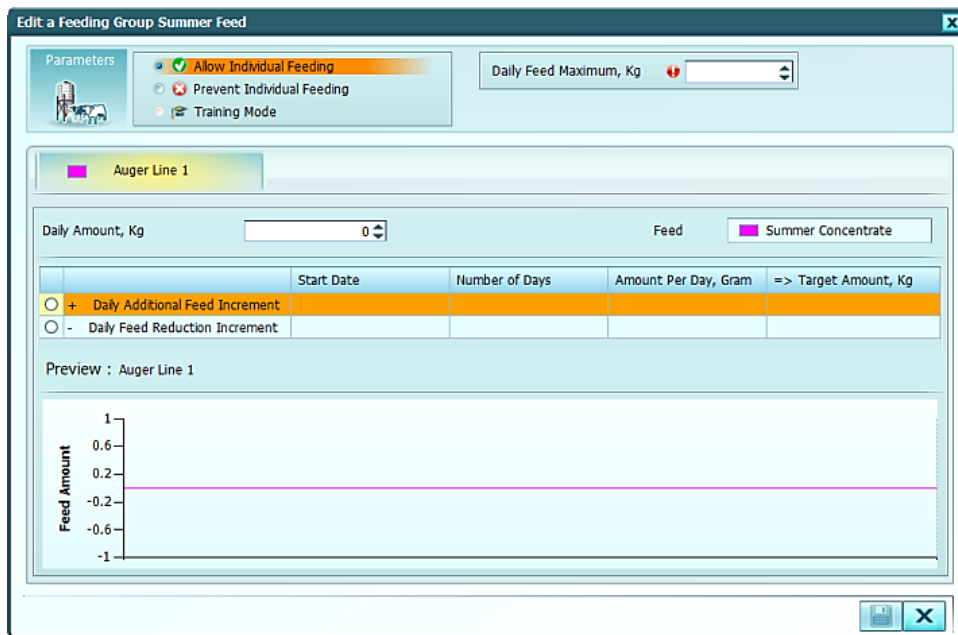 Edit a Feeding Group Summer Feed
Parameters
Allow Individual Feeding
Prevent Individual Feeding
Training Mode
Daily Feed Maximum, Kg
Auger Line 1
Daily Amount, Kg 0 Feed Summer Concentrate
Start Date Number of Days Amount Per Day, Gram => Target Amount, Kg
+ Daily Additional Feed Increment
- Daily Feed Reduction Increment
Preview : Auger Line 1
Feed Amount
1
0.6
0.2
-0.2
-0.6
-1